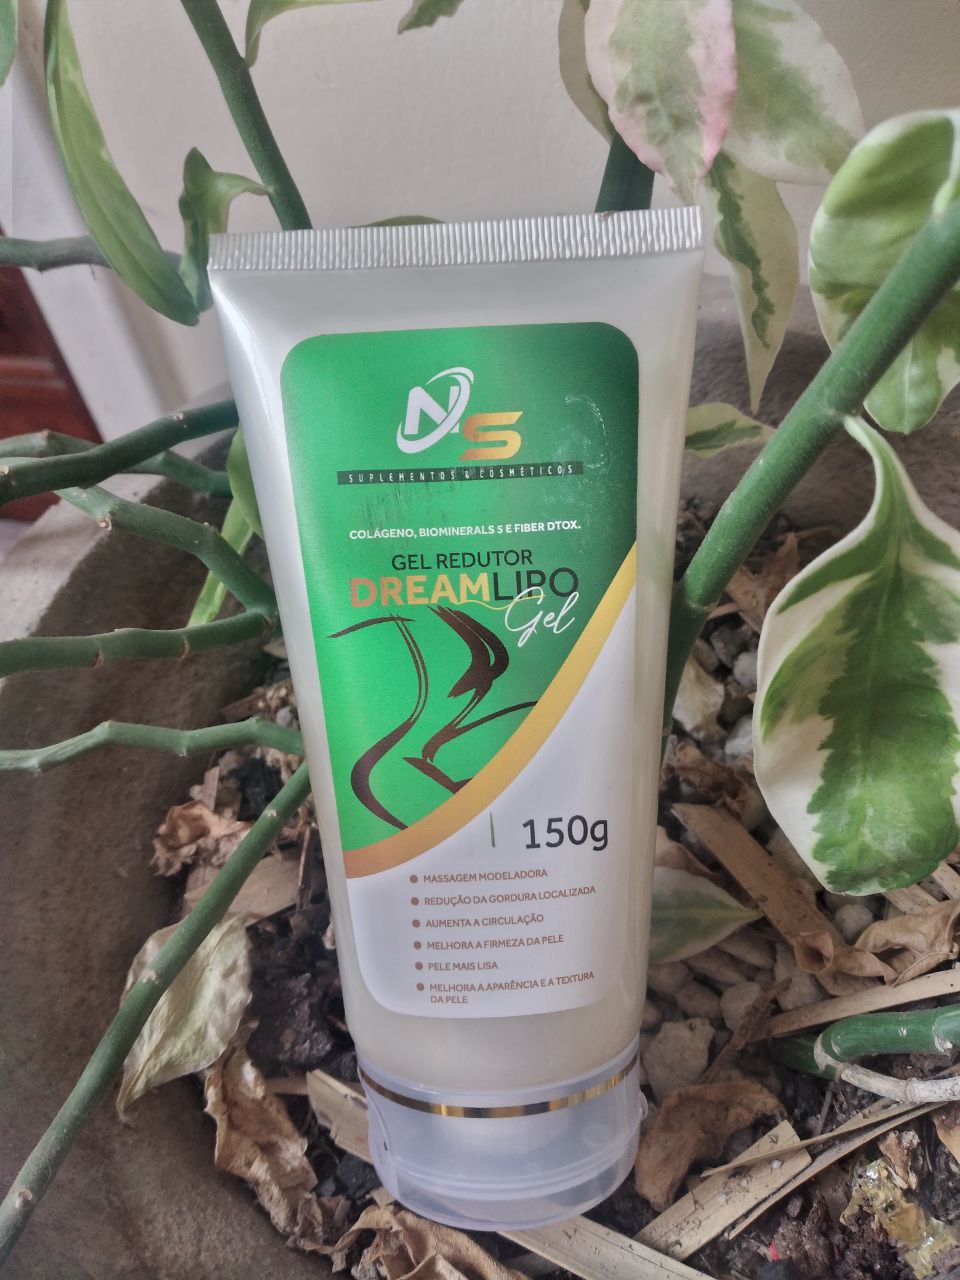 NS
SUPLEMENTOS & COSMÉTICOS
COLÁGENO, BIOMINERALS 5 E FIBER DTOX.
GEL REDUTOR
DREAMLIPO
Gel
150g
MASSAGEM MODELADORA
REDUÇÃO DA GORDURA LOCALIZADA
AUMENTA A CIRCULAÇÃO
MELHORA A FIRMEZA DA PELE
PELE MAIS LISA
MELHORA A APARÊNCIA E A TEXTURA
DA PELE